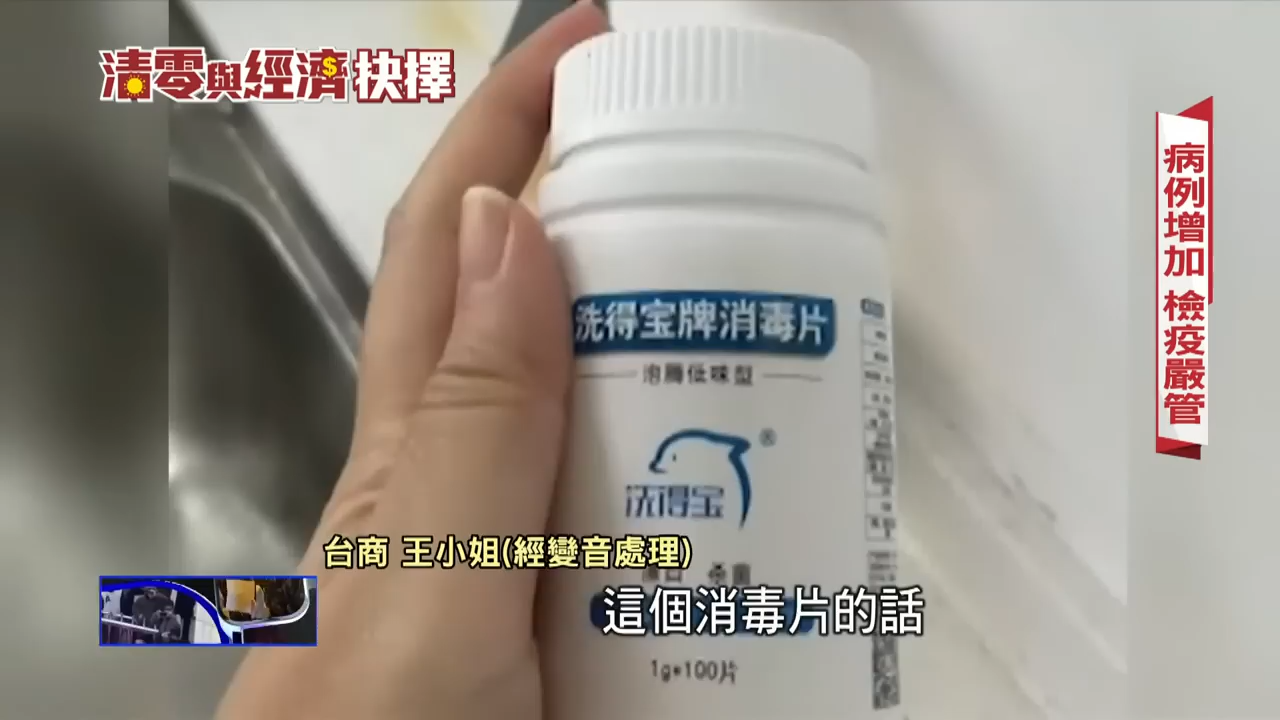 清零與經濟抉擇
病例增加 檢疫嚴管
洗得宝牌消毒片
泡腾低味型
®
洗得宝
台商 王小姐(經變音處理)
杀菌
這個消毒片的話
1g*100片